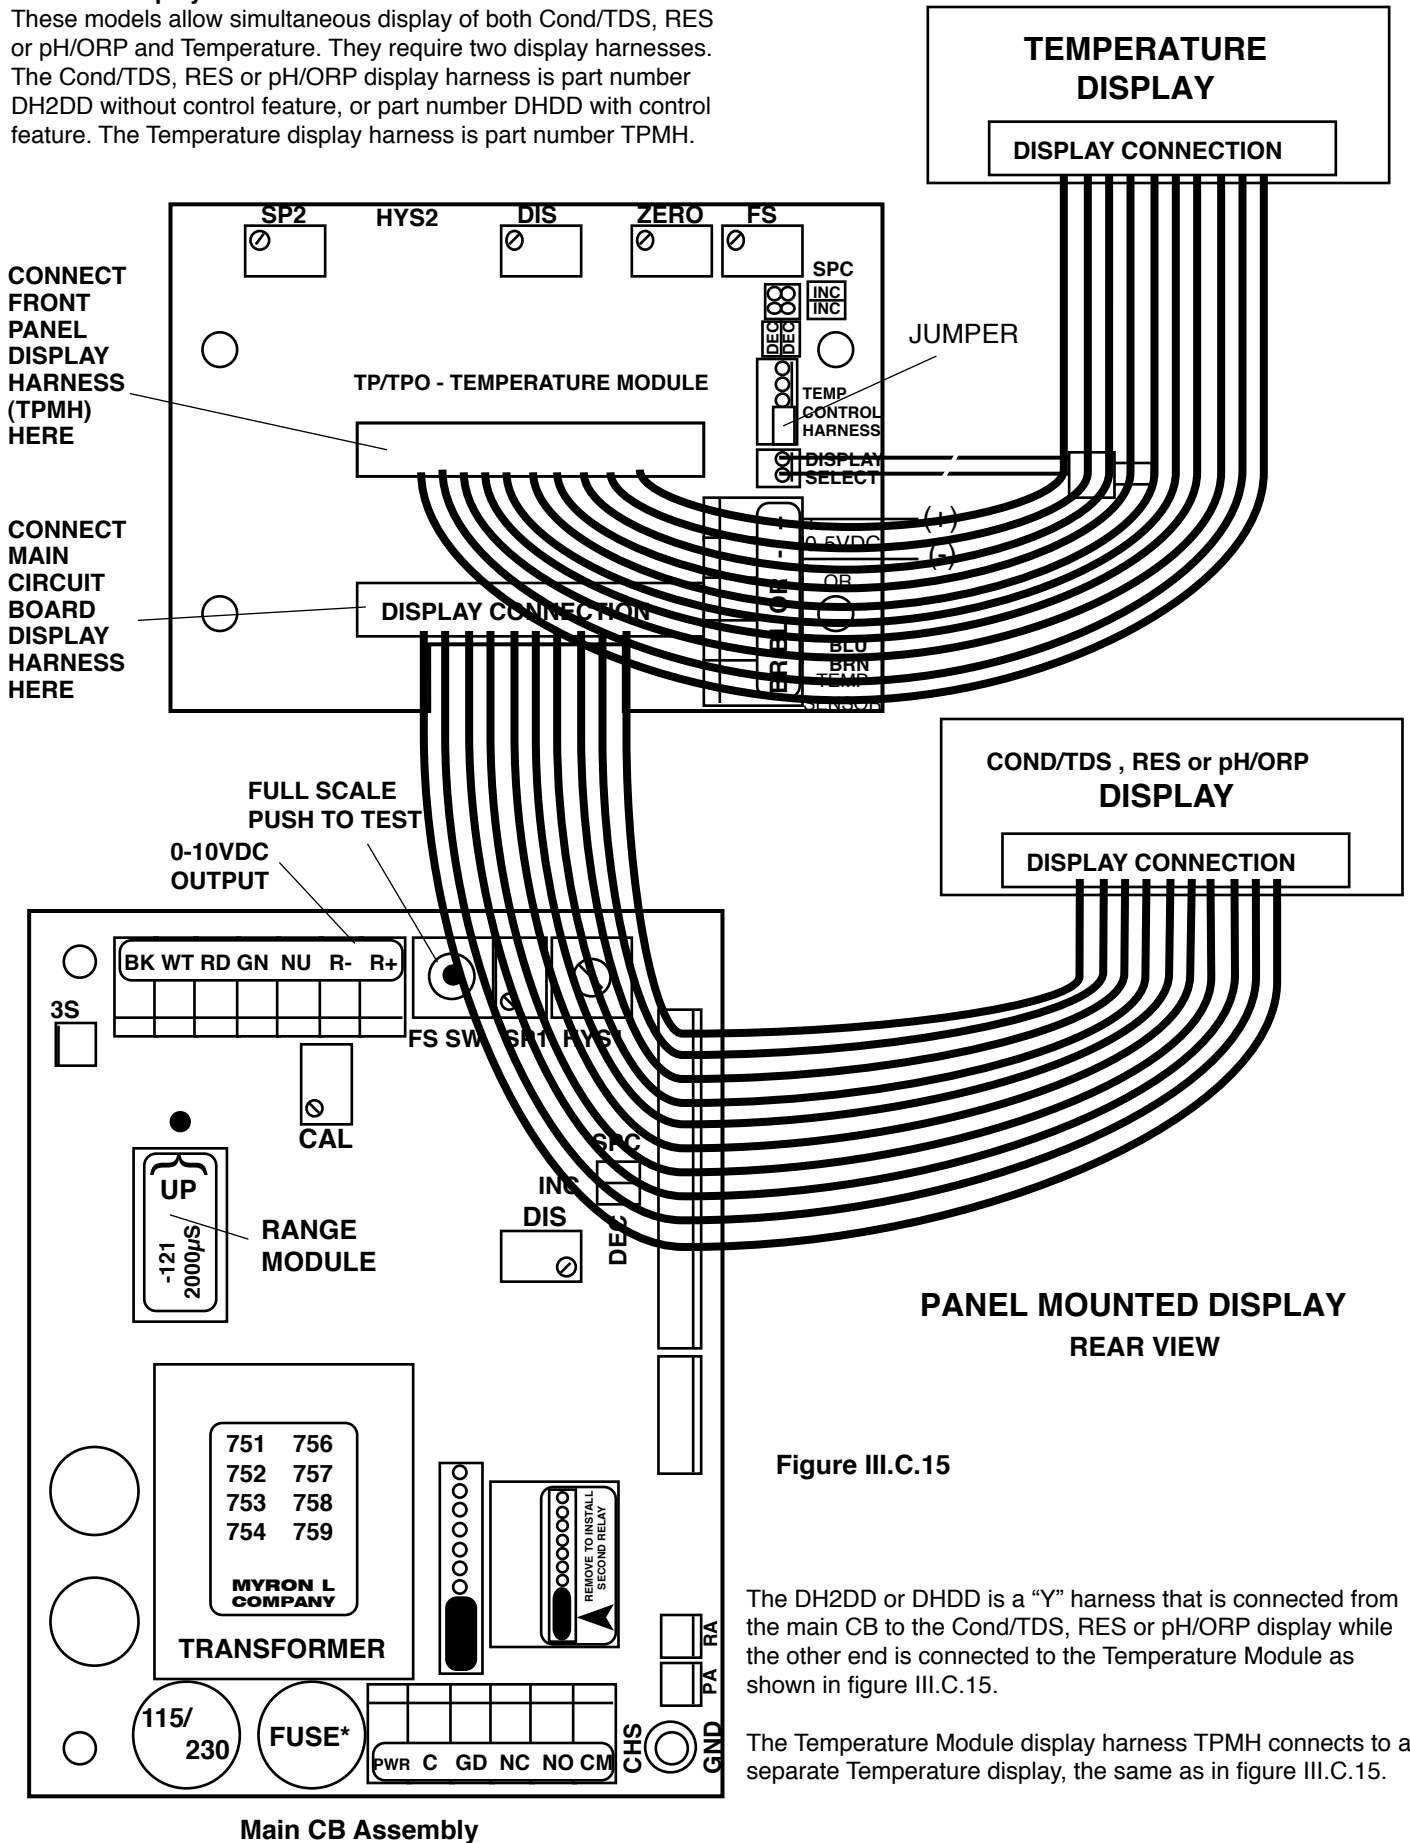 These models allow simultaneous display of both Cond/TDS, RES
or pH/ORP and Temperature. They require two display harnesses.
The Cond/TDS, RES or pH/ORP display harness is part number
DH2DD without control feature, or part number DHDD with control
feature. The Temperature display harness is part number TPMH.
TEMPERATURE
DISPLAY
DISPLAY CONNECTION
SP2 HYS2 DIS ZERO FS
SPC
INC
INC
DEC
DEC
JUMPER
CONNECT
FRONT
PANEL
DISPLAY
HARNESS
(TPMH)
HERE
TP/TPO - TEMPERATURE MODULE
TEMP
CONTROL
HARNESS
DISPLAY
SELECT
(+)
0-5VDC
(-)
OR
BR BL OR - +
BLU
BRN
TEMP
SENSOR
CONNECT
MAIN
CIRCUIT
BOARD
DISPLAY
HARNESS
HERE
DISPLAY CONNECTION
COND/TDS , RES or pH/ORP
DISPLAY
DISPLAY CONNECTION
FULL SCALE
PUSH TO TEST
0-10VDC
OUTPUT
BK WT RD GN NU R- R+
3S
FS SW SP1 HYS1
CAL
UP
-121
2000µS
RANGE
MODULE
SPC
INC
DEC
DIS
PANEL MOUNTED DISPLAY
REAR VIEW
751 756
752 757
753 758
754 759
MYRON L
COMPANY
TRANSFORMER
REMOVE TO INSTALL
SECOND RELAY
Figure III.C.15
RA
PA
115/
230
FUSE*
PWR C GD NC NO CM
CHS
GND
The DH2DD or DHDD is a “Y” harness that is connected from
the main CB to the Cond/TDS, RES or pH/ORP display while
the other end is connected to the Temperature Module as
shown in figure III.C.15.
The Temperature Module display harness TPMH connects to a
separate Temperature display, the same as in figure III.C.15.
Main CB Assembly